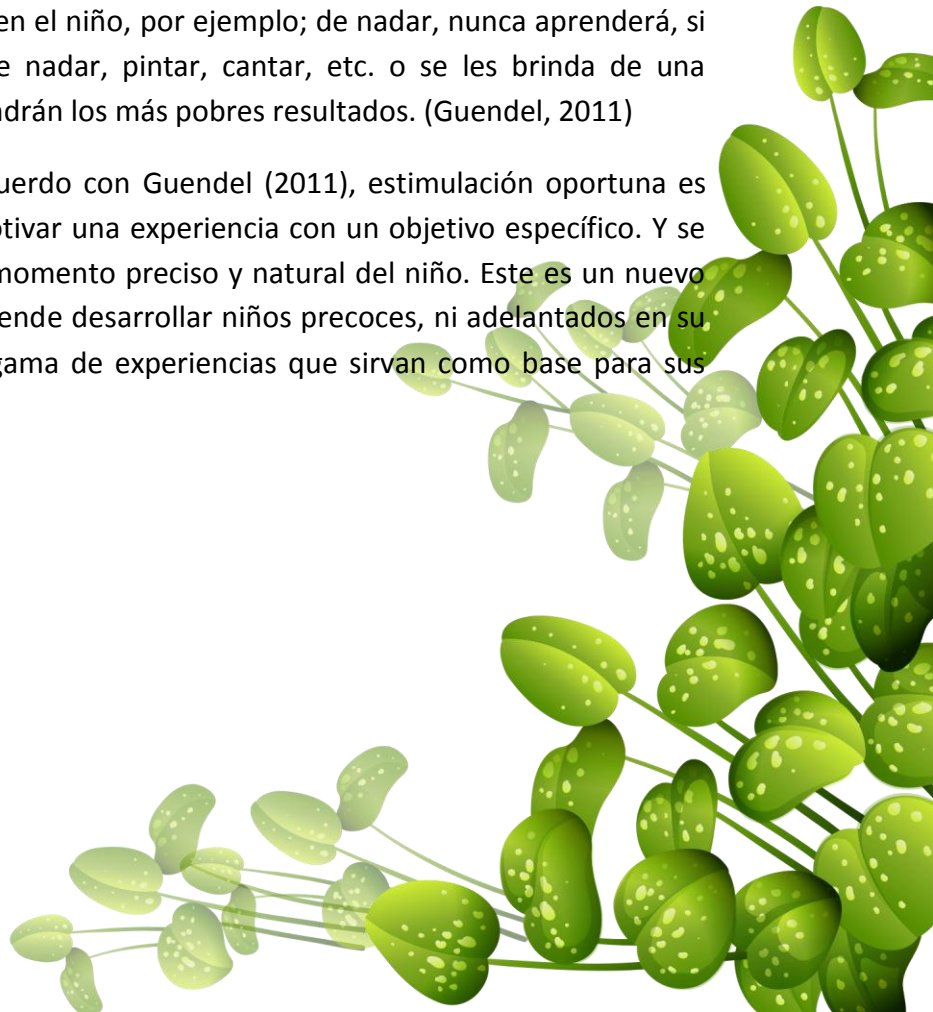 en el niño, por ejemplo; de nadar, nunca aprenderá, si
e nadar, pintar, cantar, etc. o se les brinda de una
drán los más pobres resultados. (Guendel, 2011)
uerdo con Guendel (2011), estimulación oportuna es
tivar una experiencia con un objetivo específico. Y se
momento preciso y natural del niño. Este es un nuevo
ende desarrollar niños precoces, ni adelantados en su
gama de experiencias que sirvan como base para sus